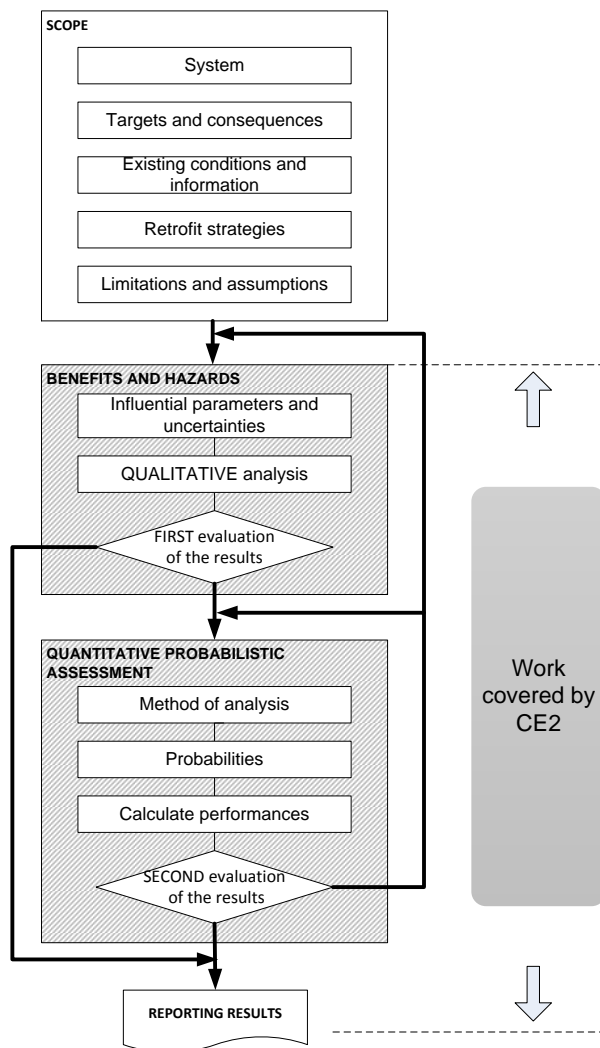 SCOPE
System
Targets and consequences
Existing conditions and
information
Retrofit strategies
Limitations and assumptions
BENEFITS AND HAZARDS
Influential parameters and
uncertainties
QUALITATIVE analysis
FIRST evaluation
of the results
QUANTITATIVE PROBABILISTIC
ASSESSMENT
Method of analysis
Probabilities
Calculate performances
SECOND evaluation
of the results
REPORTING RESULTS
Work
covered by
CE2